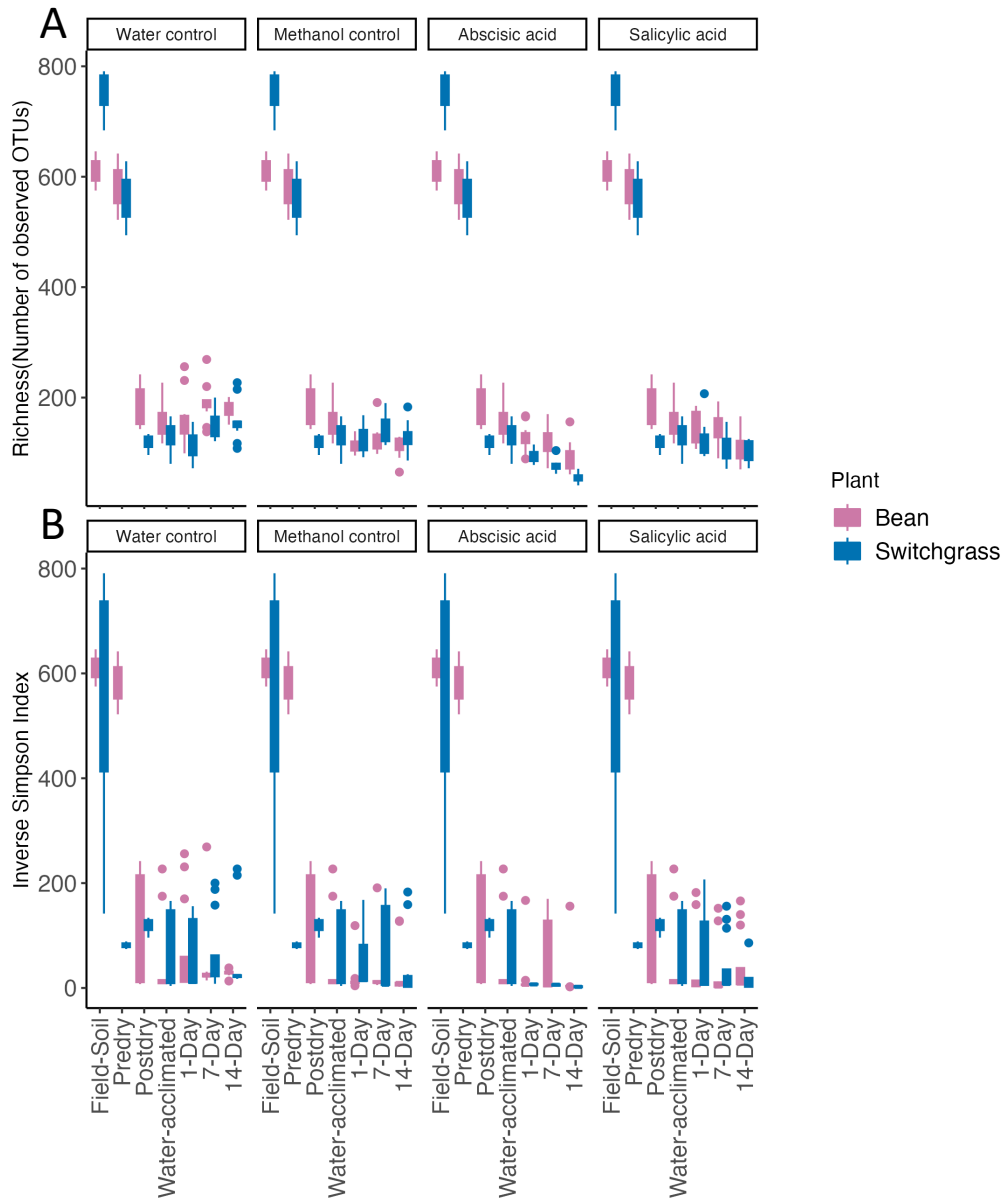 A
Water control
Methanol control
Abscisic acid
Salicylic acid
800
600
400
200
Richness(Number of observed OTUs)
B
Water control
Methanol control
Abscisic acid
Salicylic acid
800
600
400
200
0
Inverse Simpson Index
Field-Soil
Predry
Postdry
Water-acclimated
1-Day
7-Day
14-Day
Field-Soil
Predry
Postdry
Water-acclimated
1-Day
7-Day
14-Day
Field-Soil
Predry
Postdry
Water-acclimated
1-Day
7-Day
14-Day
Field-Soil
Predry
Postdry
Water-acclimated
1-Day
7-Day
14-Day
Plant
Bean
Switchgrass